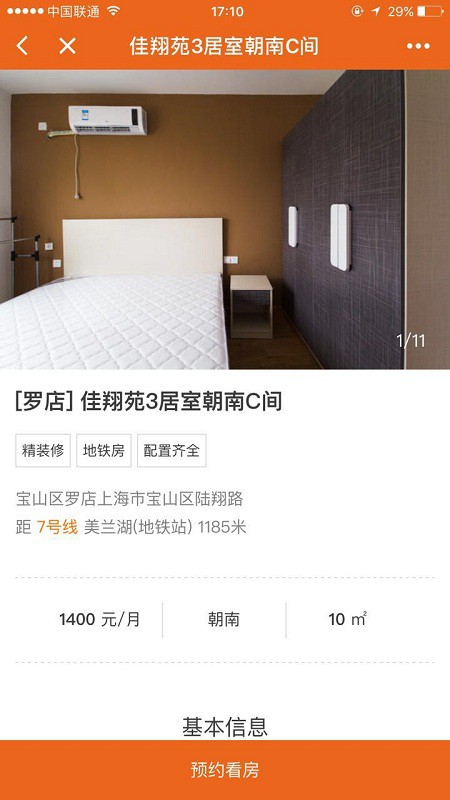 中国联通 17:10 29%
佳翔苑3居室朝南C间
1/11
[罗店] 佳翔苑3居室朝南C间
精装修 地铁房 配置齐全
宝山区罗店上海市宝山区陆翔路
距 7号线 美兰湖(地铁站) 1185米
1400 元/月 朝南 10 ㎡
基本信息
预约看房